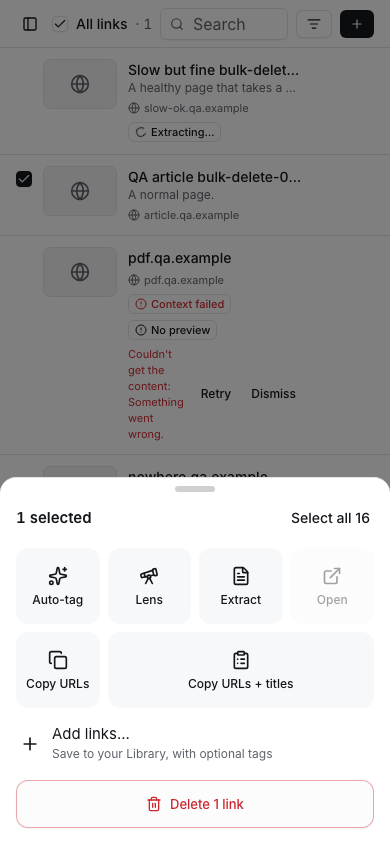 All links · 1
Search
Slow but fine bulk-delet...
A healthy page that takes a ...
slow-ok.qa.example
Extracting...
QA article bulk-delete-0...
A normal page.
article.qa.example
pdf.qa.example
pdf.qa.example
Context failed
No preview
Couldn't
get the
content:
Something
went
wrong.
Retry
Dismiss
nowhere.qa.example
1 selected
Select all 16
Auto-tag
Lens
Extract
Open
Copy URLs
Copy URLs + titles
Add links...
Save to your Library, with optional tags
Delete 1 link